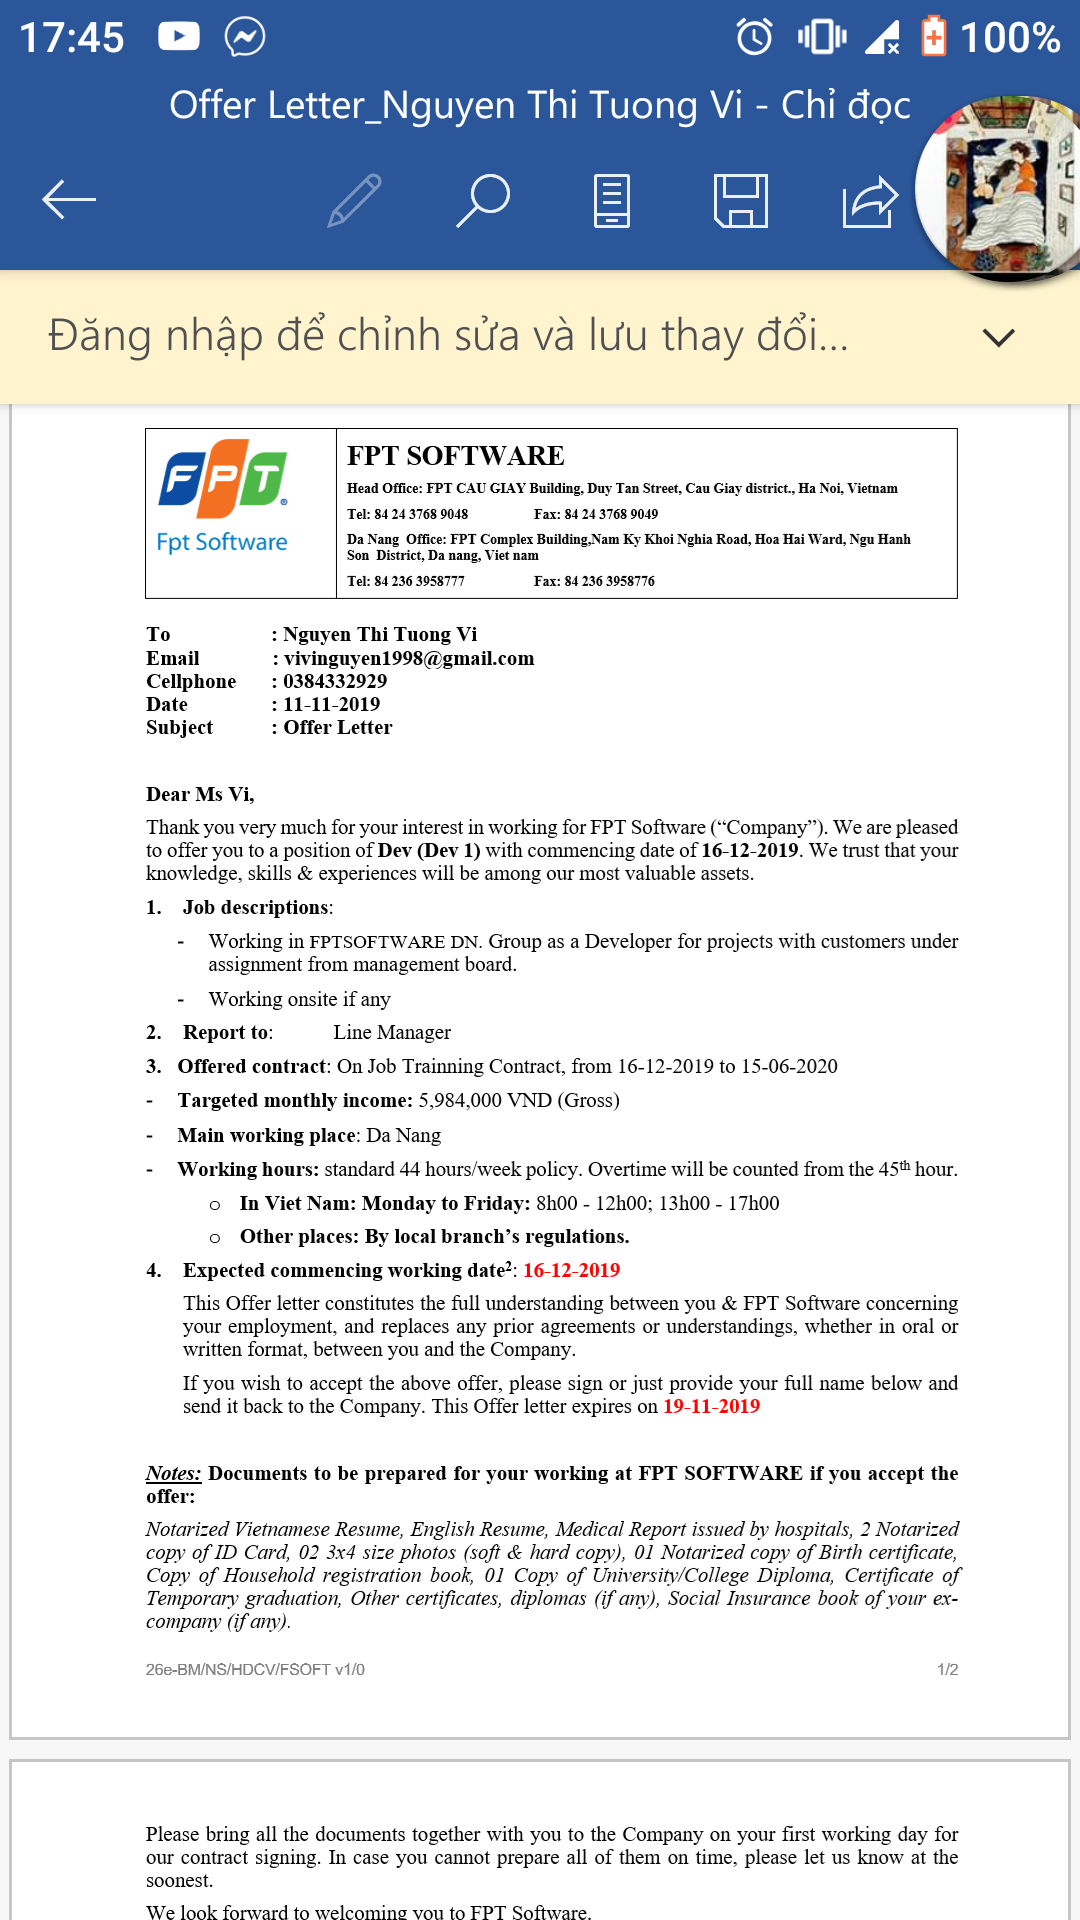 17:45
100%
Offer Letter_Nguyen Thi Tuong Vi - Chỉ đọc
Đăng nhập để chỉnh sửa và lưu thay đổi...
FPT
Fpt Software
FPT SOFTWARE
Head Office: FPT CAU GIAY Building, Duy Tan Street, Cau Giay district., Ha Noi, Vietnam
Tel: 84 24 3768 9048 Fax: 84 24 3768 9049
Da Nang Office: FPT Complex Building,Nam Ky Khoi Nghia Road, Hoa Hai Ward, Ngu Hanh
Son District, Da nang, Viet nam
Tel: 84 236 3958777 Fax: 84 236 3958776
To : Nguyen Thi Tuong Vi
Email : vivinguyen1998@gmail.com
Cellphone : 0384332929
Date : 11-11-2019
Subject : Offer Letter
Dear Ms Vi,
Thank you very much for your interest in working for FPT Software (“Company”). We are pleased
to offer you to a position of Dev (Dev 1) with commencing date of 16-12-2019. We trust that your
knowledge, skills & experiences will be among our most valuable assets.
1. Job descriptions:
- Working in FPTSOFTWARE DN. Group as a Developer for projects with customers under
assignment from management board.
- Working onsite if any
2. Report to: Line Manager
3. Offered contract: On Job Trainning Contract, from 16-12-2019 to 15-06-2020
- Targeted monthly income: 5,984,000 VND (Gross)
- Main working place: Da Nang
- Working hours: standard 44 hours/week policy. Overtime will be counted from the 45th hour.
o In Viet Nam: Monday to Friday: 8h00 - 12h00; 13h00 - 17h00
o Other places: By local branch’s regulations.
4. Expected commencing working date2: 16-12-2019
This Offer letter constitutes the full understanding between you & FPT Software concerning
your employment, and replaces any prior agreements or understandings, whether in oral or
written format, between you and the Company.
If you wish to accept the above offer, please sign or just provide your full name below and
send it back to the Company. This Offer letter expires on 19-11-2019
Notes: Documents to be prepared for your working at FPT SOFTWARE if you accept the
offer:
Notarized Vietnamese Resume, English Resume, Medical Report issued by hospitals, 2 Notarized
copy of ID Card, 02 3x4 size photos (soft & hard copy), 01 Notarized copy of Birth certificate,
Copy of Household registration book, 01 Copy of University/College Diploma, Certificate of
Temporary graduation, Other certificates, diplomas (if any), Social Insurance book of your ex-
company (if any).
26e-BM/NS/HDCV/FSOFT v1/0 1/2
Please bring all the documents together with you to the Company on your first working day for
our contract signing. In case you cannot prepare all of them on time, please let us know at the
soonest.
We look forward to welcoming you to FPT Software.